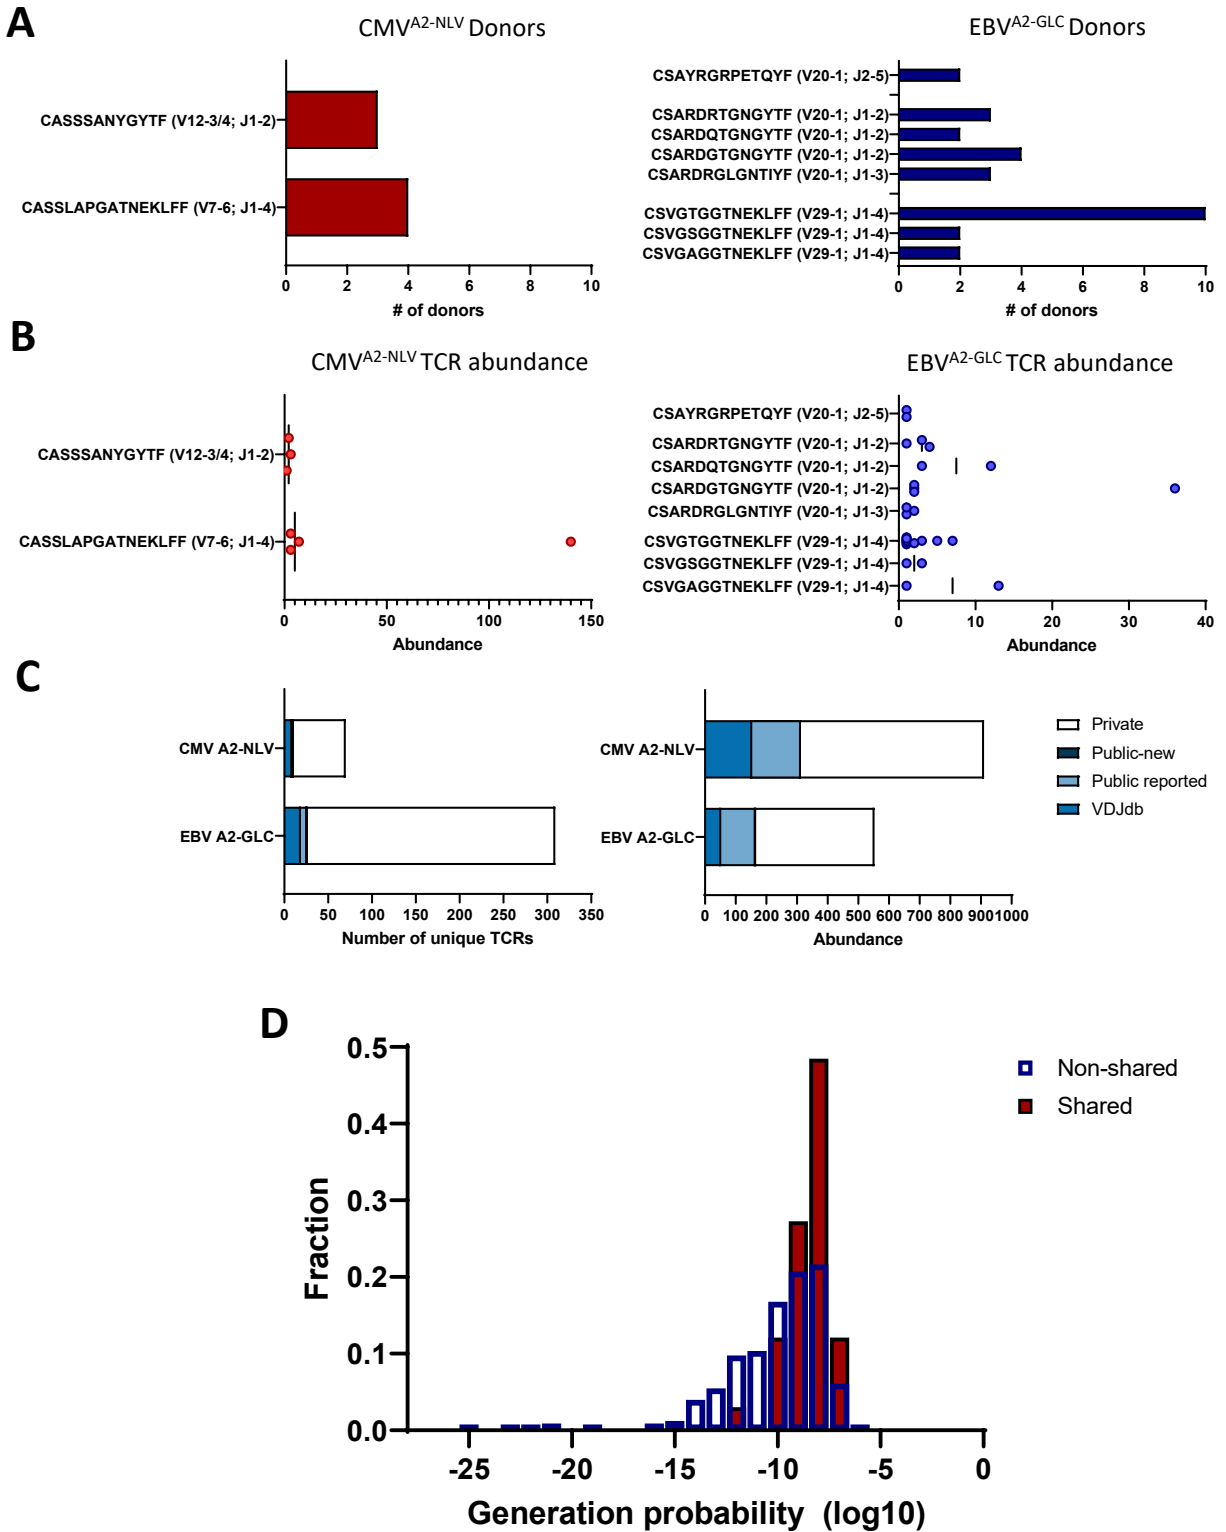 A
CMV^A2-NLV Donors
CASSSANYGYTF (V12-3/4; J1-2)
CASSLAPGATNEKLFF (V7-6; J1-4)
0 2 4 6 8 10
# of donors
EBV^A2-GLC Donors
CSAYRGRPETQYF (V20-1; J2-5)
CSARDRTGNGYTF (V20-1; J1-2)
CSARDQTGNGYTF (V20-1; J1-2)
CSARDGTGNGYTF (V20-1; J1-2)
CSARDRGLGNTIYF (V20-1; J1-3)
CSVGTGGTNEKLFF (V29-1; J1-4)
CSVGSGGTNEKLFF (V29-1; J1-4)
CSVGAGGTNEKLFF (V29-1; J1-4)
0 2 4 6 8 10
# of donors
B
CMV^A2-NLV TCR abundance
CASSSANYGYTF (V12-3/4; J1-2)
CASSLAPGATNEKLFF (V7-6; J1-4)
0 50 100 150
Abundance
EBV^A2-GLC TCR abundance
CSAYRGRPETQYF (V20-1; J2-5)
CSARDRTGNGYTF (V20-1; J1-2)
CSARDQTGNGYTF (V20-1; J1-2)
CSARDGTGNGYTF (V20-1; J1-2)
CSARDRGLGNTIYF (V20-1; J1-3)
CSVGTGGTNEKLFF (V29-1; J1-4)
CSVGSGGTNEKLFF (V29-1; J1-4)
CSVGAGGTNEKLFF (V29-1; J1-4)
0 10 20 30 40
Abundance
C
CMV A2-NLV
EBV A2-GLC
0 50 100 150 200 250 300 350
Number of unique TCRs
CMV A2-NLV
EBV A2-GLC
0 100 200 300 400 500 600 700 800 900 1000
Abundance
Private
Public-new
Public reported
VDJdb
D
0.5
0.4
0.3
0.2
0.1
0.0
Fraction
-25 -20 -15 -10 -5 0
Generation probability (log10)
Non-shared
Shared